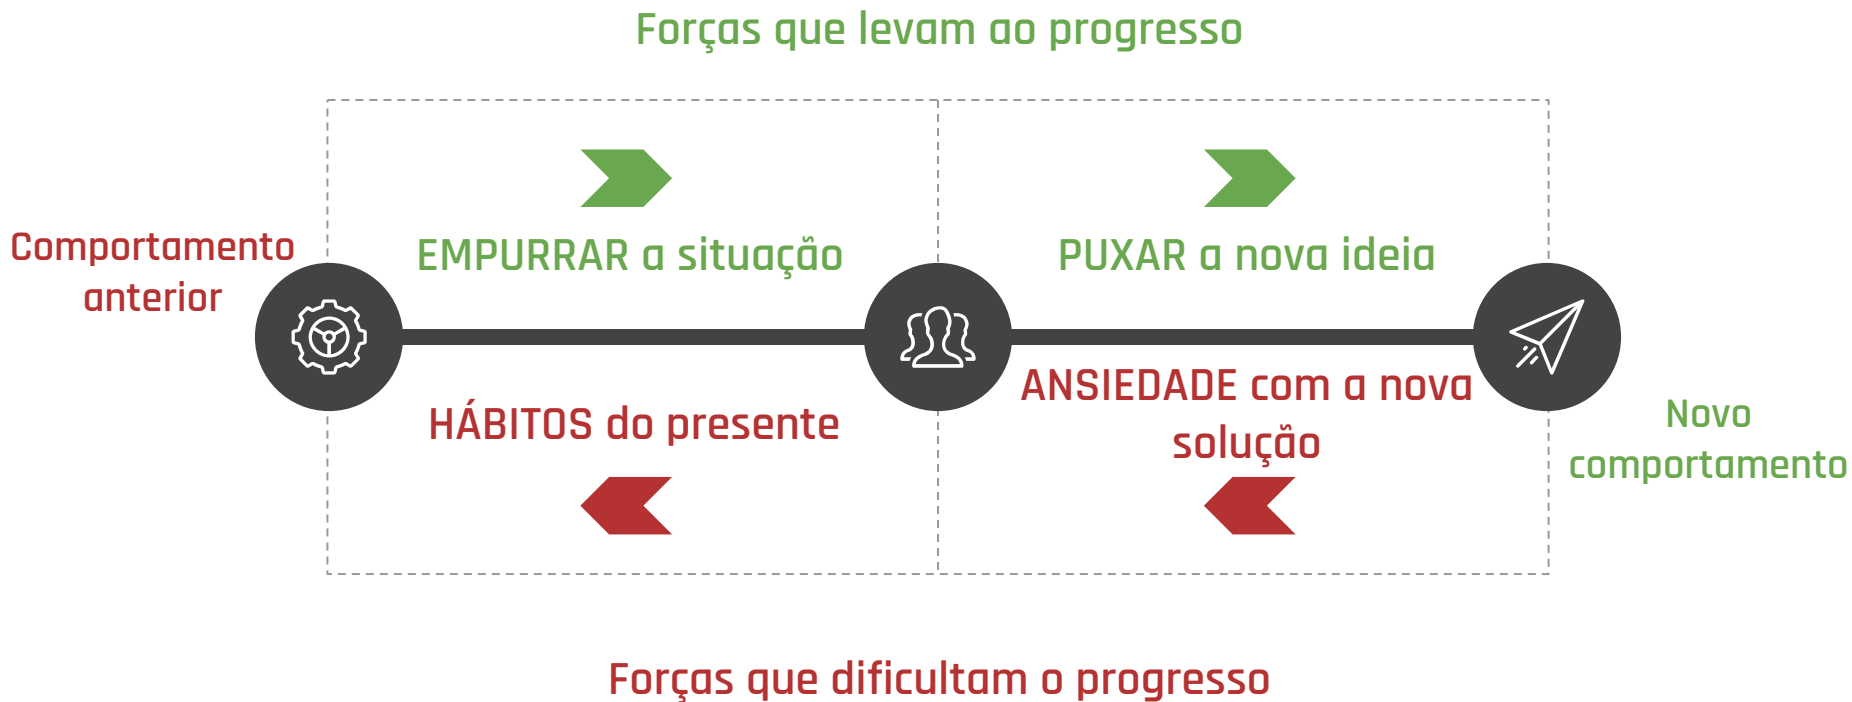 Forças que levam ao progresso
EMPURRAR a situação
PUXAR a nova ideia
Comportamento
anterior
HÁBITOS do presente
ANSIEDADE com a nova
solução
Novo
comportamento
Forças que dificultam o progresso